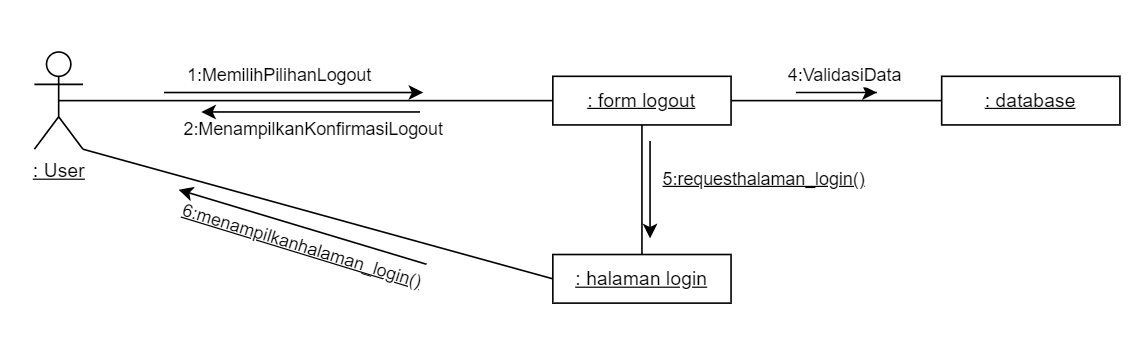 1:MemilihPilihanLogout
4:ValidasiData
: form logout
: database
2:MenampilkanKonfirmasiLogout
: User
5:requesthalaman_login()
6:menampilkanhalaman_login()
: halaman login